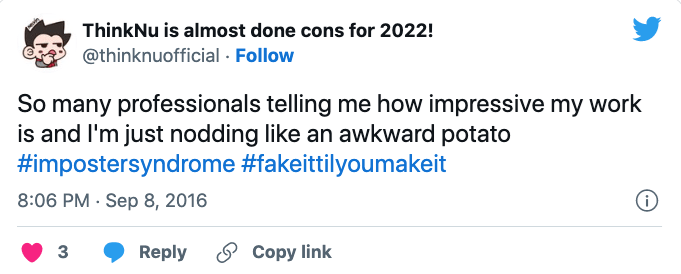 ThinkNu is almost done cons for 2022!
@thinknuofficial · Follow
So many professionals telling me how impressive my work
is and I'm just nodding like an awkward potato
#impostersyndrome #fakeittilyoumakeit
8:06 PM · Sep 8, 2016
3 Reply Copy link